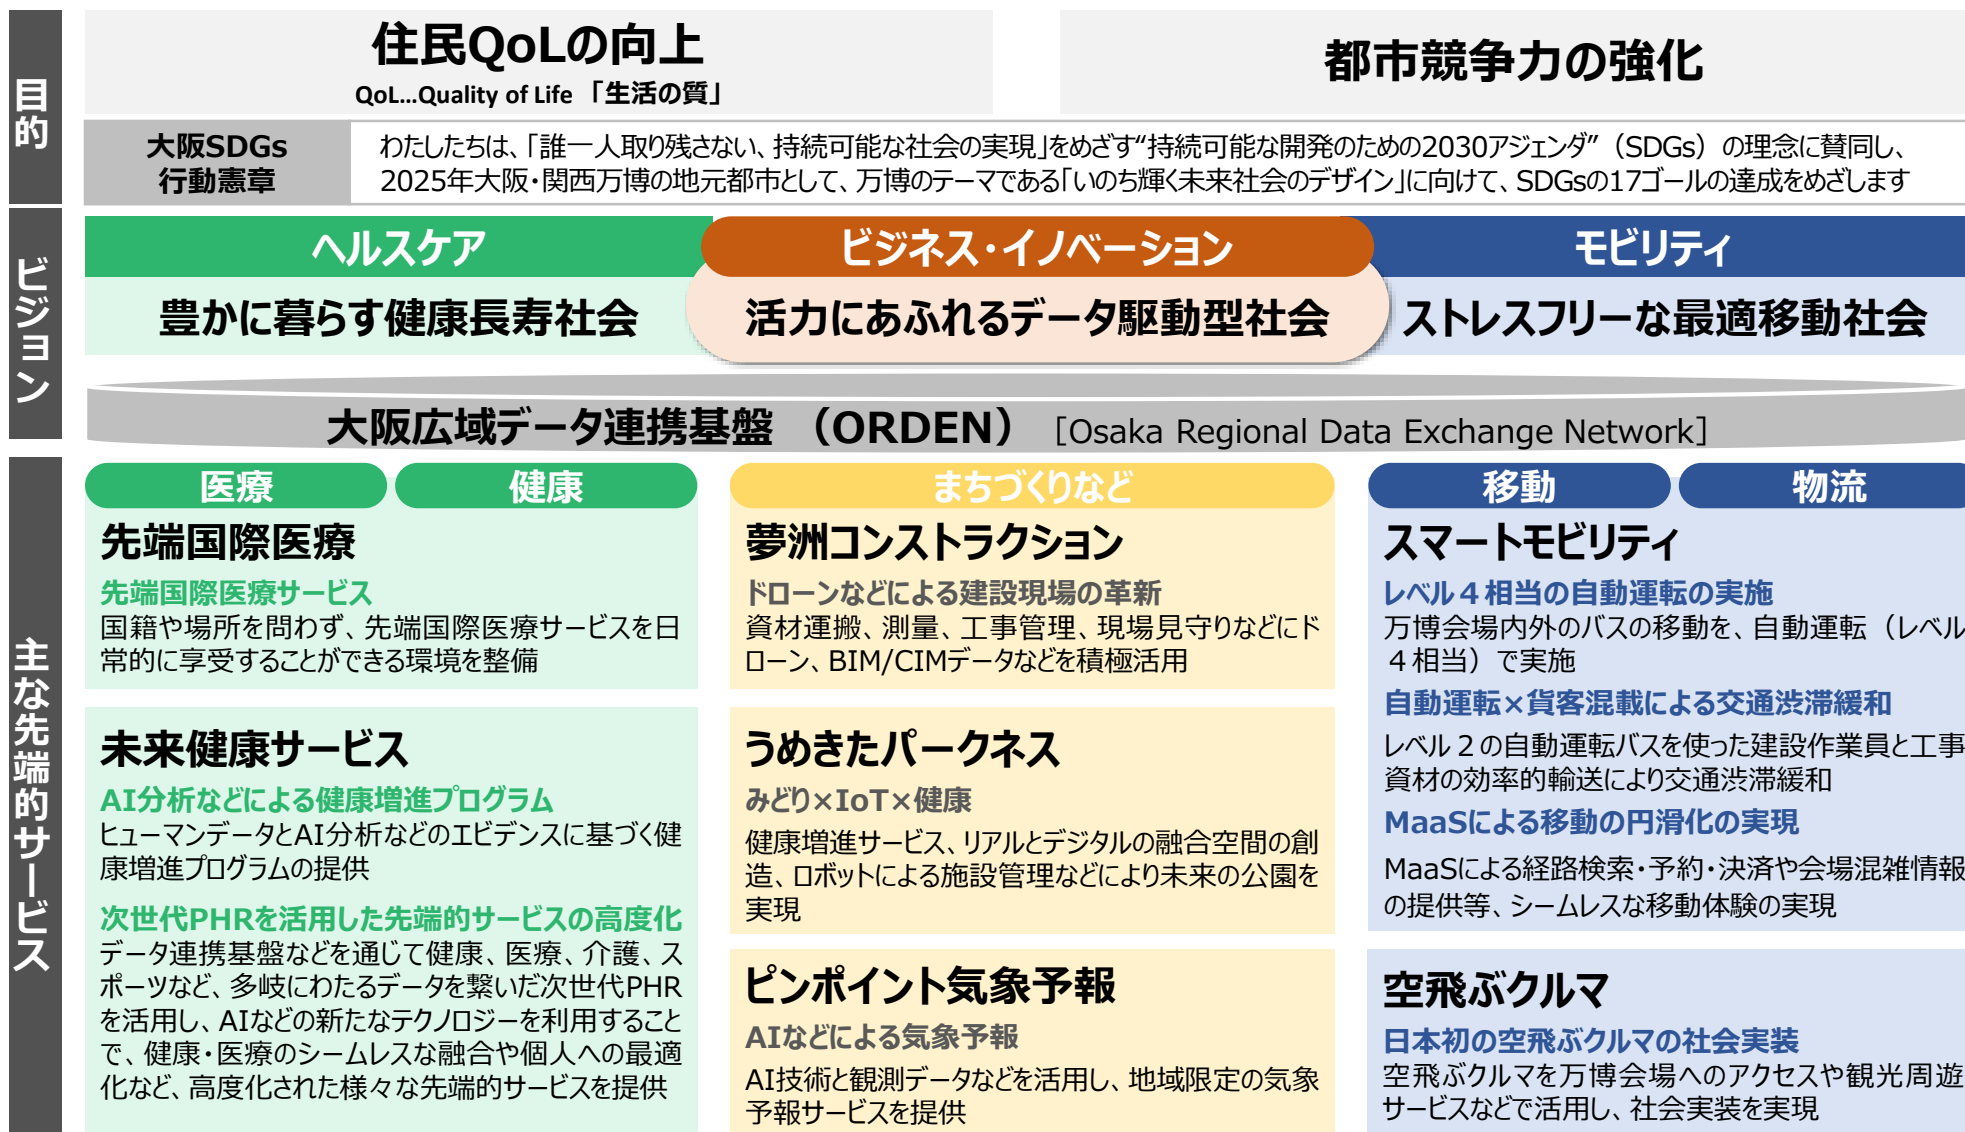 目的
住民QoLの向上
QoL…Quality of Life 「生活の質」
都市競争力の強化
大阪SDGs
行動憲章
わたしたちは、「誰一人取り残さない、持続可能な社会の実現」をめざす“持続可能な開発のための2030アジェンダ”（SDGs）の理念に賛同し、
2025年大阪・関西万博の地元都市として、万博のテーマである「いのち輝く未来社会のデザイン」に向けて、SDGsの17ゴールの達成をめざします
ビジョン
ヘルスケア
豊かに暮らす健康長寿社会
ビジネス・イノベーション
活力にあふれるデータ駆動型社会
モビリティ
ストレスフリーな最適移動社会
大阪広域データ連携基盤 （ORDEN） ［Osaka Regional Data Exchange Network］
主な先端的サービス
医療
健康
先端国際医療
先端国際医療サービス
国籍や場所を問わず、先端国際医療サービスを日
常的に享受することができる環境を整備
未来健康サービス
AI分析などによる健康増進プログラム
ヒューマンデータとAI分析などのエビデンスに基づく健
康増進プログラムの提供
次世代PHRを活用した先端的サービスの高度化
データ連携基盤などを通じて健康、医療、介護、ス
ポーツなど、多岐にわたるデータを繋いだ次世代PHR
を活用し、AIなどの新たなテクノロジーを利用すること
で、健康・医療のシームレスな融合や個人への最適
化など、高度化された様々な先端的サービスを提供
まちづくりなど
夢洲コンストラクション
ドローンなどによる建設現場の革新
資材運搬、測量、工事管理、現場見守りなどにド
ローン、BIM/CIMデータなどを積極活用
うめきたパークネス
みどり×IoT×健康
健康増進サービス、リアルとデジタルの融合空間の創
造、ロボットによる施設管理などにより未来の公園を
実現
ピンポイント気象予報
AIなどによる気象予報
AI技術と観測データなどを活用し、地域限定の気象
予報サービスを提供
移動
物流
スマートモビリティ
レベル４相当の自動運転の実施
万博会場内外のバスの移動を、自動運転（レベル
４相当）で実施
自動運転×貨客混載による交通渋滞緩和
レベル２の自動運転バスを使った建設作業員と工事
資材の効率的輸送により交通渋滞緩和
MaaSによる移動の円滑化の実現
MaaSによる経路検索・予約・決済や会場混雑情報
の提供等、シームレスな移動体験の実現
空飛ぶクルマ
日本初の空飛ぶクルマの社会実装
空飛ぶクルマを万博会場へのアクセスや観光周遊
サービスなどで活用し、社会実装を実現